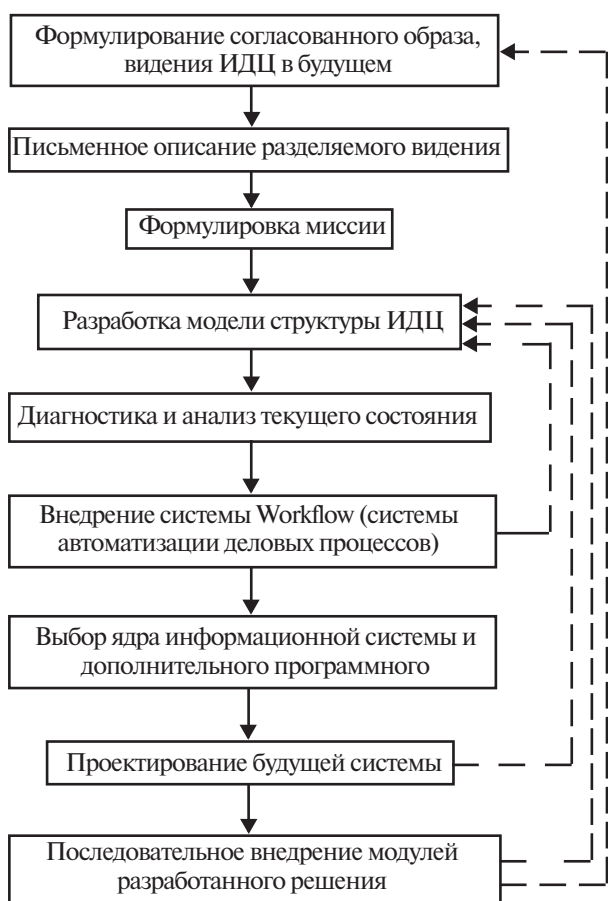 Формулирование согласованного образа,
видения ИДЦ в будущем
Письменное описание разделяемого видения
Формулировка миссии
Разработка модели структуры ИДЦ
Диагностика и анализ текущего состояния
Внедрение системы Workflow (системы
автоматизации деловых процессов)
Выбор ядра информационной системы и
дополнительного программного
Проектирование будущей системы
Последовательное внедрение модулей
разработанного решения